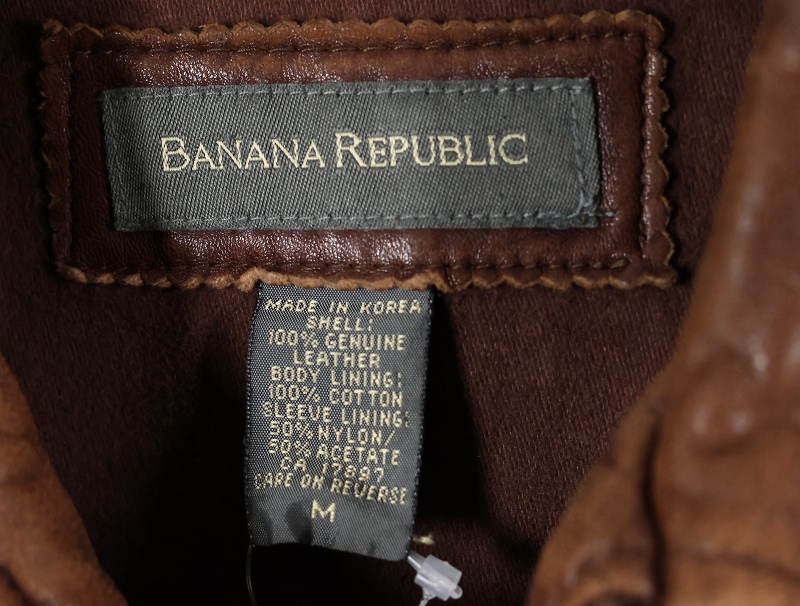 BANANA REPUBLIC
MADE IN KOREA
SHELL:
100% GENUINE
LEATHER
BODY LINING:
100% COTTON
SLEEVE LINING:
50% NYLON/
50% ACETATE
CA 17897
CARE ON REVERSE
M